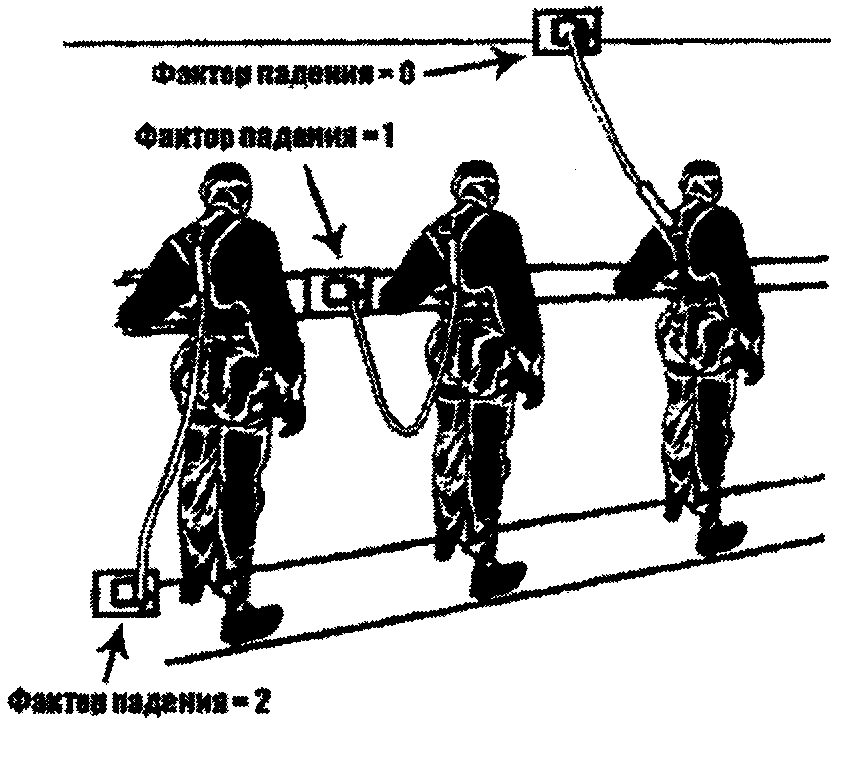 Фактор падения = 0
Фактор падения = 1
Фактор падения = 2